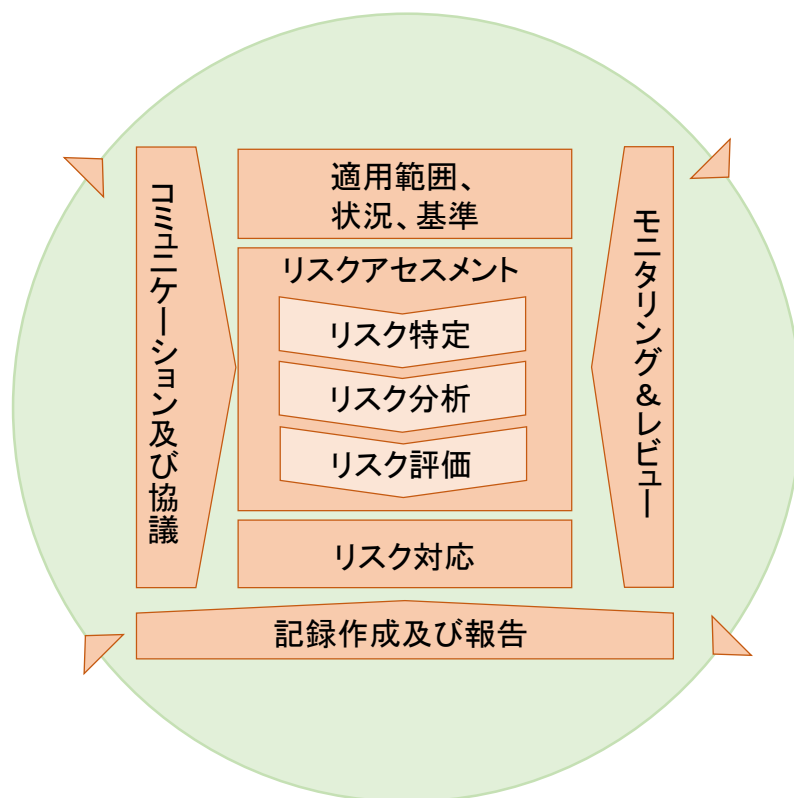 コミュニケーション及び協議
適用範囲、
状況、基準
リスクアセスメント
リスク特定
リスク分析
リスク評価
リスク対応
モニタリング&レビュー
記録作成及び報告